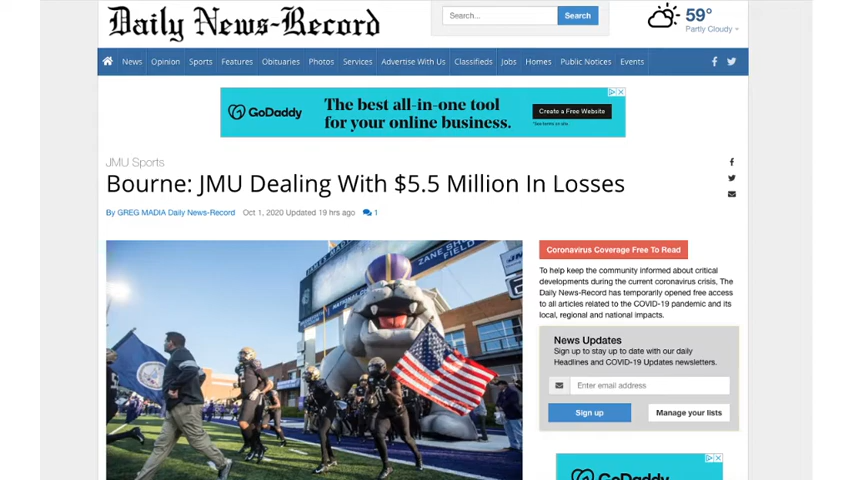 Daily News-Record
Search...
Search
59°
Partly Cloudy
News Opinion Sports Features Obituaries Photos Services Advertise With Us Classifieds Jobs Homes Public Notices Events
GoDaddy
The best all-in-one tool
for your online business.
Create a Free Website
*See terms on site.
JMU Sports
Bourne: JMU Dealing With $5.5 Million In Losses
By GREG MADIA Daily News-Record Oct 1, 2020 Updated 19 hrs ago 1
ZANE SH
FIELD
Coronavirus Coverage Free To Read
To help keep the community informed about critical
developments during the current coronavirus crisis, The
Daily News-Record has temporarily opened free access
to all articles related to the COVID-19 pandemic and its
local, regional and national impacts.
News Updates
Sign up to stay up to date with our daily
Headlines and COVID-19 Updates newsletters.
Enter email address
Sign up
Manage your lists
GoDaddy